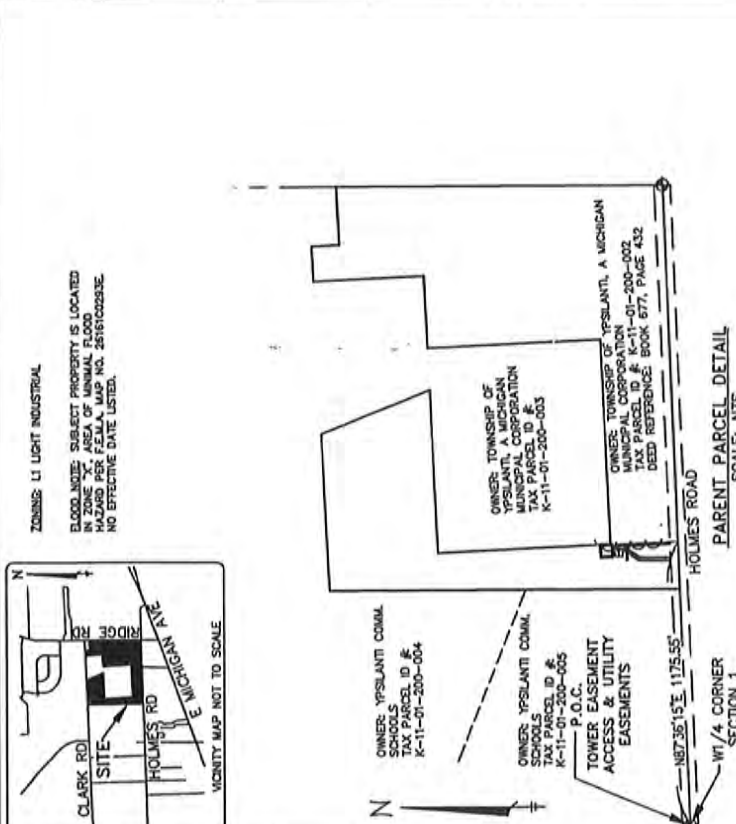 ZONING: L1 LIGHT INDUSTRIAL
FLOOD NOTE: SUBJECT PROPERTY IS LOCATED
IN ZONE "X", AREA OF MINIMAL FLOOD
HAZARD PER F.E.M.A. MAP NO. 26161C0293E.
NO EFFECTIVE DATE LISTED.
N
CLARK RD
RIDGE RD
SITE
HOLMES RD
E MICHIGAN AVE
VICINITY MAP NOT TO SCALE
OWNER: YPSILANTI COMM.
SCHOOLS
TAX PARCEL ID #:
K-11-01-200-004
OWNER: TOWNSHIP OF
YPSILANTI, A MICHIGAN
MUNICIPAL CORPORATION
TAX PARCEL ID #:
K-11-01-200-003
OWNER: TOWNSHIP OF YPSILANTI, A MICHIGAN
MUNICIPAL CORPORATION
TAX PARCEL ID #: K-11-01-200-002
DEED REFERENCE: BOOK 677, PAGE 432
N
OWNER: YPSILANTI COMM.
SCHOOLS
TAX PARCEL ID #:
K-11-01-200-005
P.O.C.
TOWER EASEMENT
ACCESS & UTILITY
EASEMENTS
HOLMES ROAD
N87°36'15"E 1175.55'
W1/4 CORNER
SECTION 1
PARENT PARCEL DETAIL
SCALE: NTS